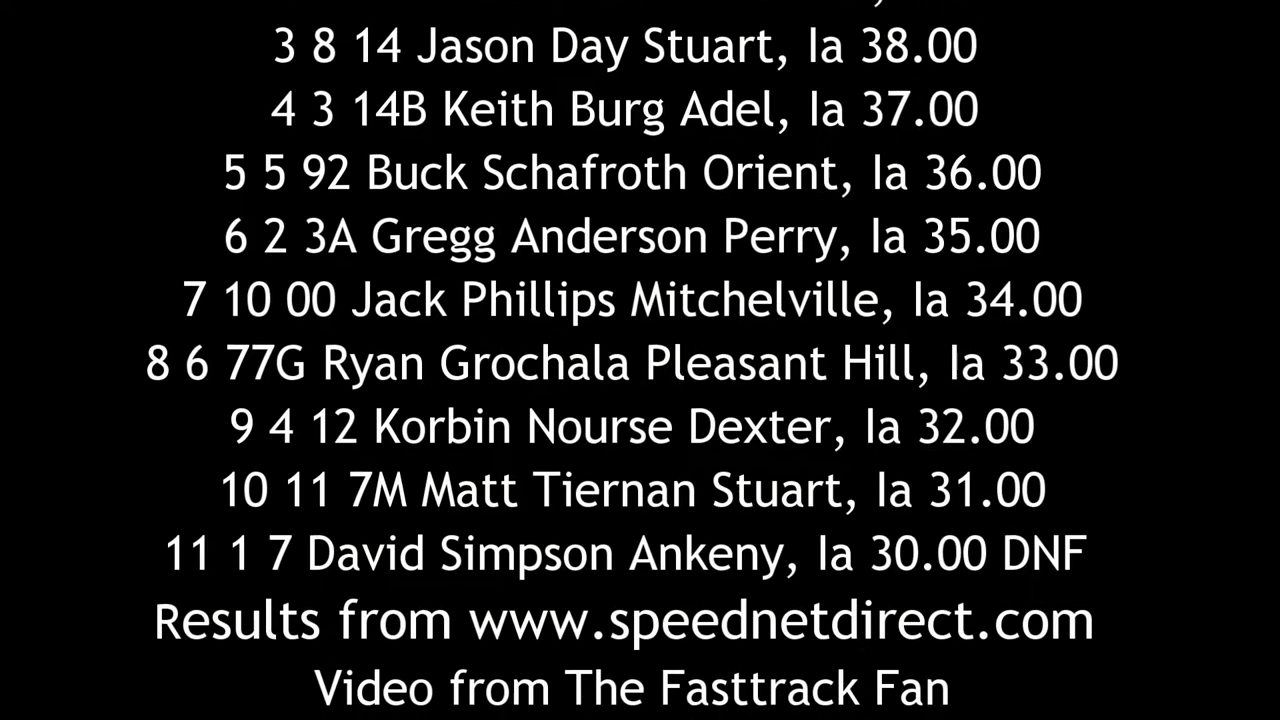 3 8 14 Jason Day Stuart, Ia 38.00
4 3 14B Keith Burg Adel, Ia 37.00
5 5 92 Buck Schafroth Orient, Ia 36.00
6 2 3A Gregg Anderson Perry, Ia 35.00
7 10 00 Jack Phillips Mitchelville, Ia 34.00
8 6 77G Ryan Grochala Pleasant Hill, Ia 33.00
9 4 12 Korbin Nourse Dexter, Ia 32.00
10 11 7M Matt Tiernan Stuart, Ia 31.00
11 1 7 David Simpson Ankeny, Ia 30.00 DNF
Results from www.speednetdirect.com
Video from The Fasttrack Fan